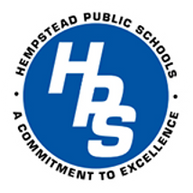 • HEMPSTEAD PUBLIC SCHOOLS •
HPS
A COMMITMENT TO EXCELLENCE